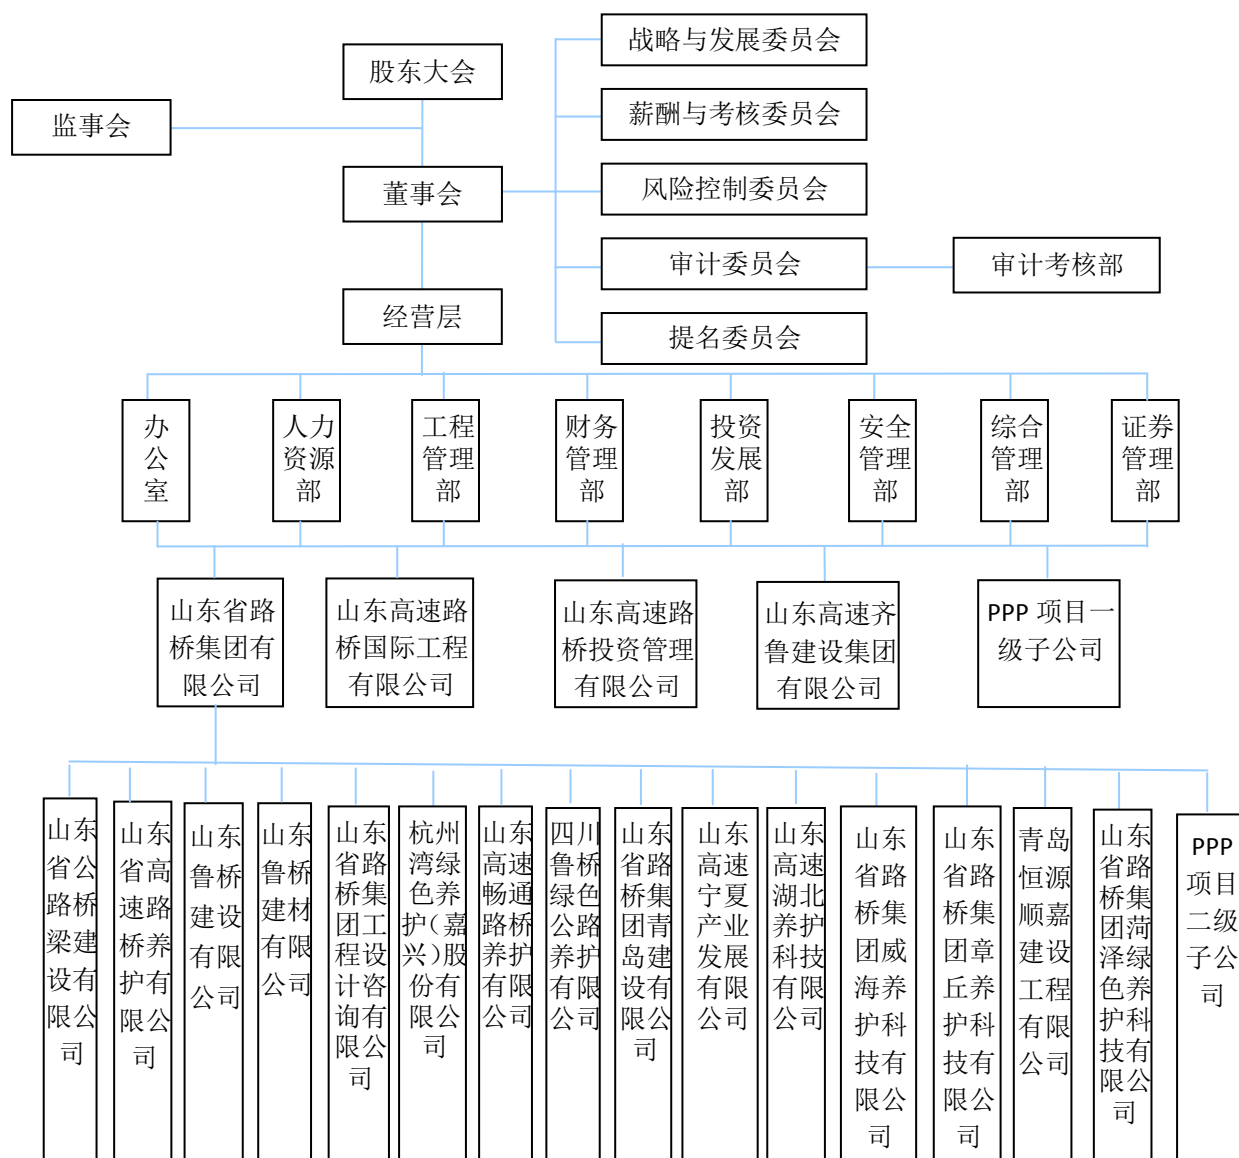 战略与发展委员会
股东大会
薪酬与考核委员会
监事会
董事会
风险控制委员会
审计委员会
审计考核部
经营层
提名委员会
办
公
室
人力
资源
部
工程
管理
部
财务
管理
部
投资
发展
部
安全
管理
部
综合
管理
部
证券
管理
部
山东省路
桥集团有
限公司
山东高速路
桥国际工程
有限公司
山东高速路
桥投资管理
有限公司
山东高速齐
鲁建设集团
有限公司
PPP 项目一
级子公司
山东
省公
路桥
梁建
设有
限公
司
山东
省高
速路
桥养
护有
限公
司
山东
鲁桥
建设
有限
公司
山东
鲁桥
建材
有限
公司
山东
省路
桥集
团工
程设
计咨
询有
限公
司
杭州
湾绿
色养
护(嘉
兴)股
份有
限公
司
山东
高速
畅通
路桥
养护
有限
公司
四川
鲁桥
绿色
公路
养护
有限
公司
山东
省路
桥集
团青
岛建
设有
限公
司
山东
高速
宁夏
产业
发展
有限
公司
山东
高速
湖北
养护
科技
有限
公司
山东
省路
桥集
团威
海养
护科
技有
限公
司
山东
省路
桥集
团章
丘养
护科
技有
限公
司
青岛
恒源
顺嘉
建设
工程
有限
公司
山东
省路
桥集
团菏
泽绿
色养
护科
技有
限公
司
PPP
项目
二级
子公
司